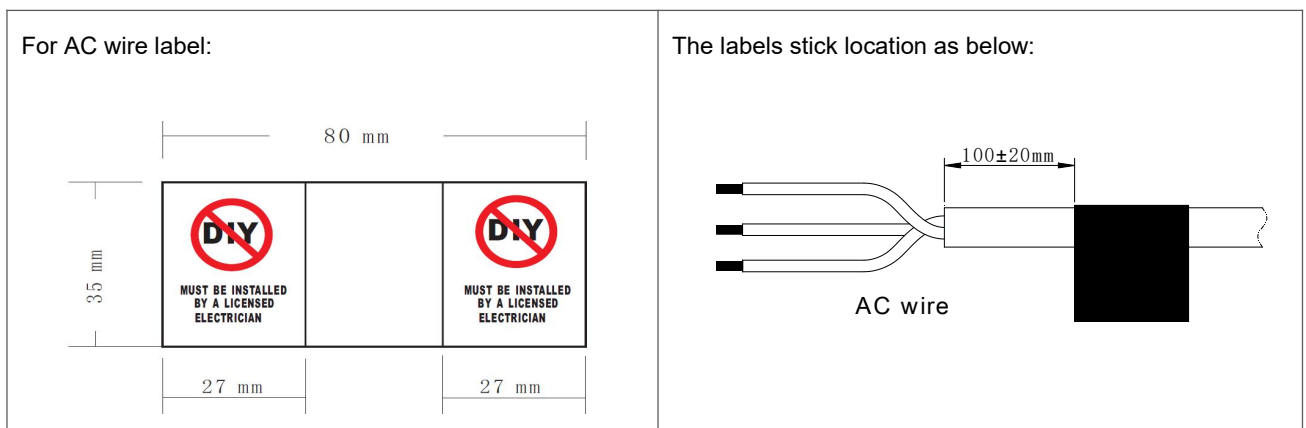 For AC wire label:
80 mm
35 mm
DIY
MUST BE INSTALLED
BY A LICENSED
ELECTRICIAN
DIY
MUST BE INSTALLED
BY A LICENSED
ELECTRICIAN
27 mm
27 mm
The labels stick location as below:
100±20mm
AC wire